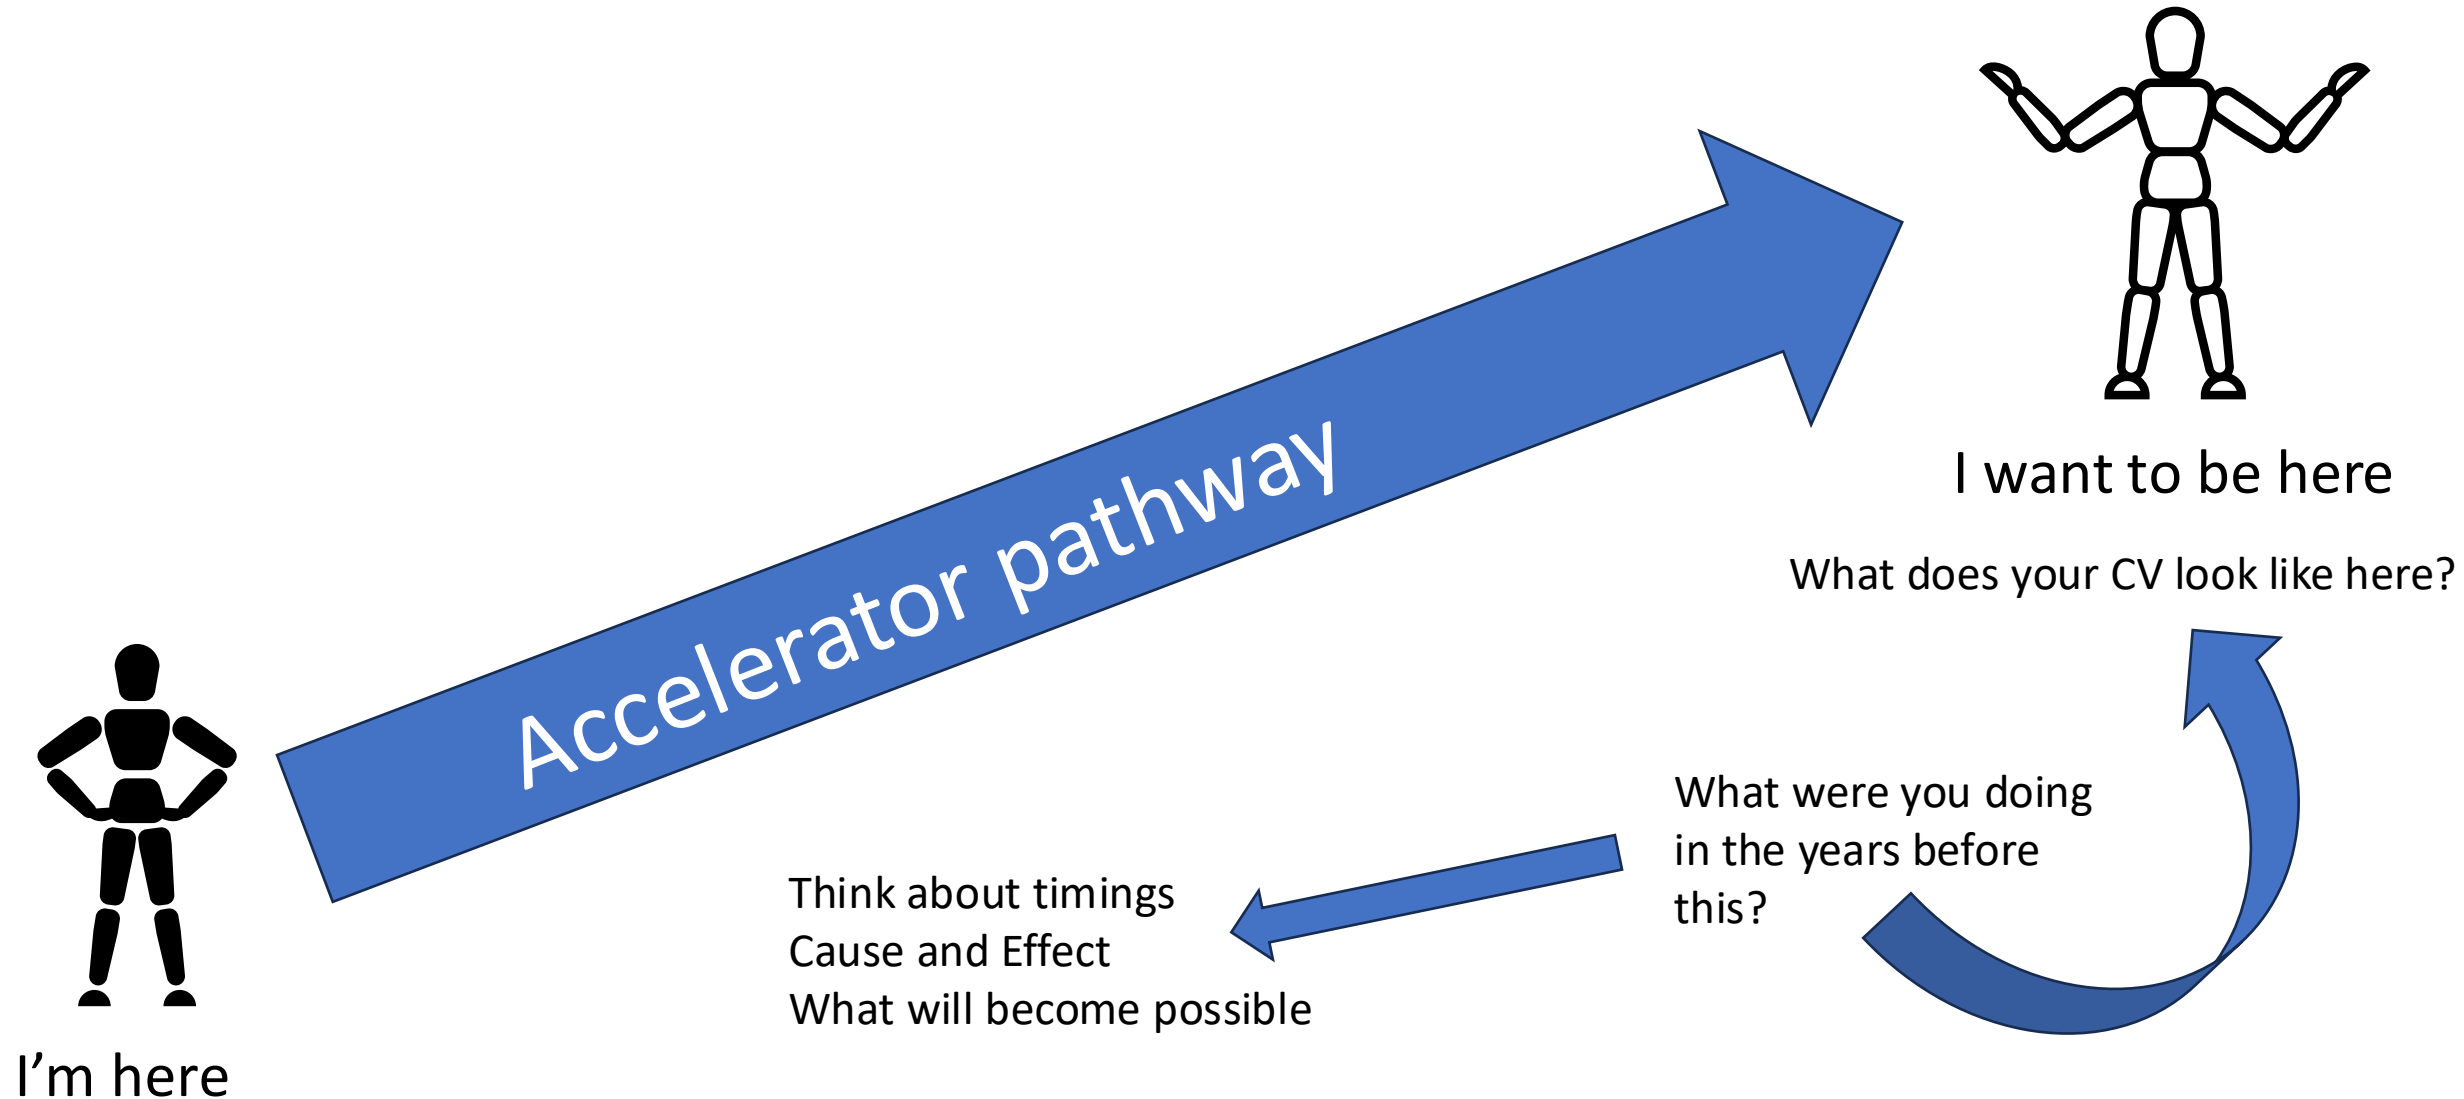 I want to be here
What does your CV look like here?
Accelerator pathway
What were you doing
in the years before
this?
Think about timings
Cause and Effect
What will become possible
I’m here